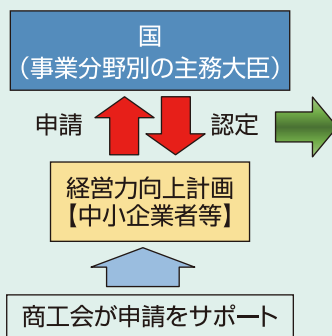 国
（事業分野別の主務大臣）
申請
認定
経営力向上計画
【中小企業者等】
商工会が申請をサポート